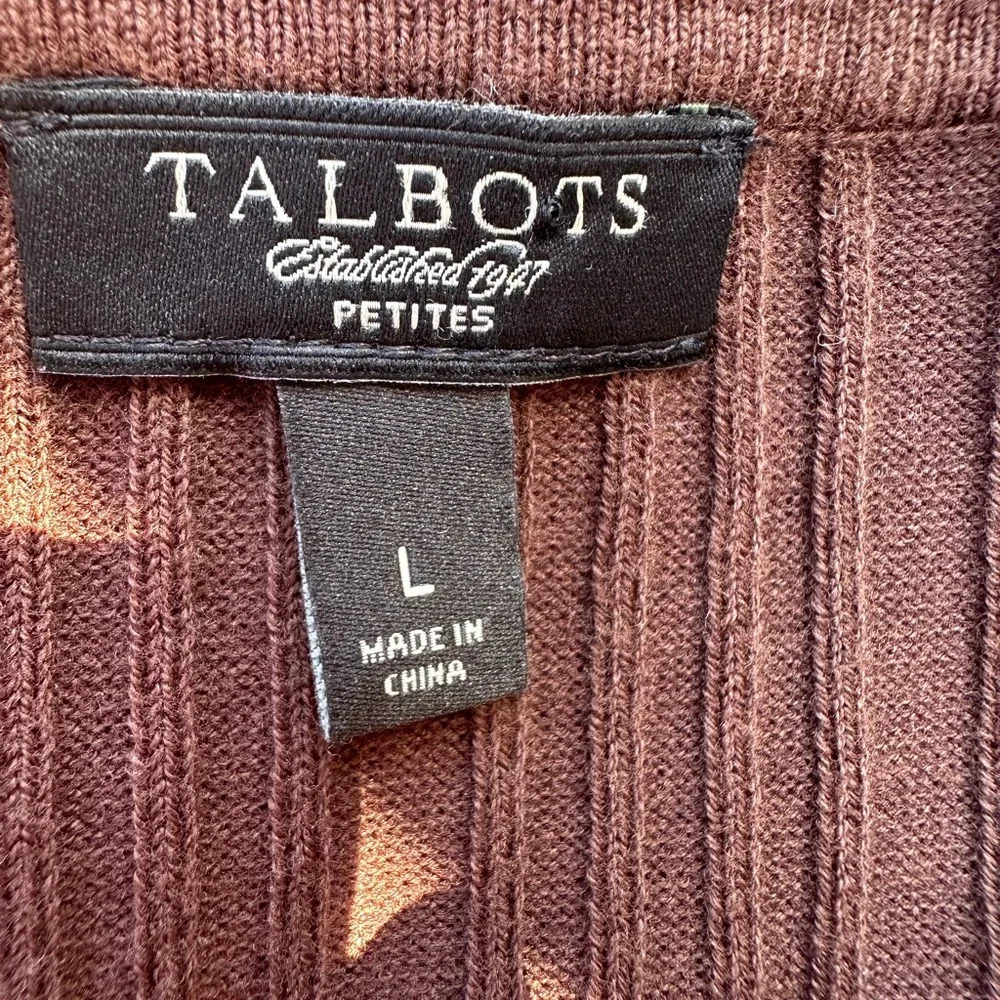 TALBOTS
Established 1947
PETITES
L
MADE IN
CHINA